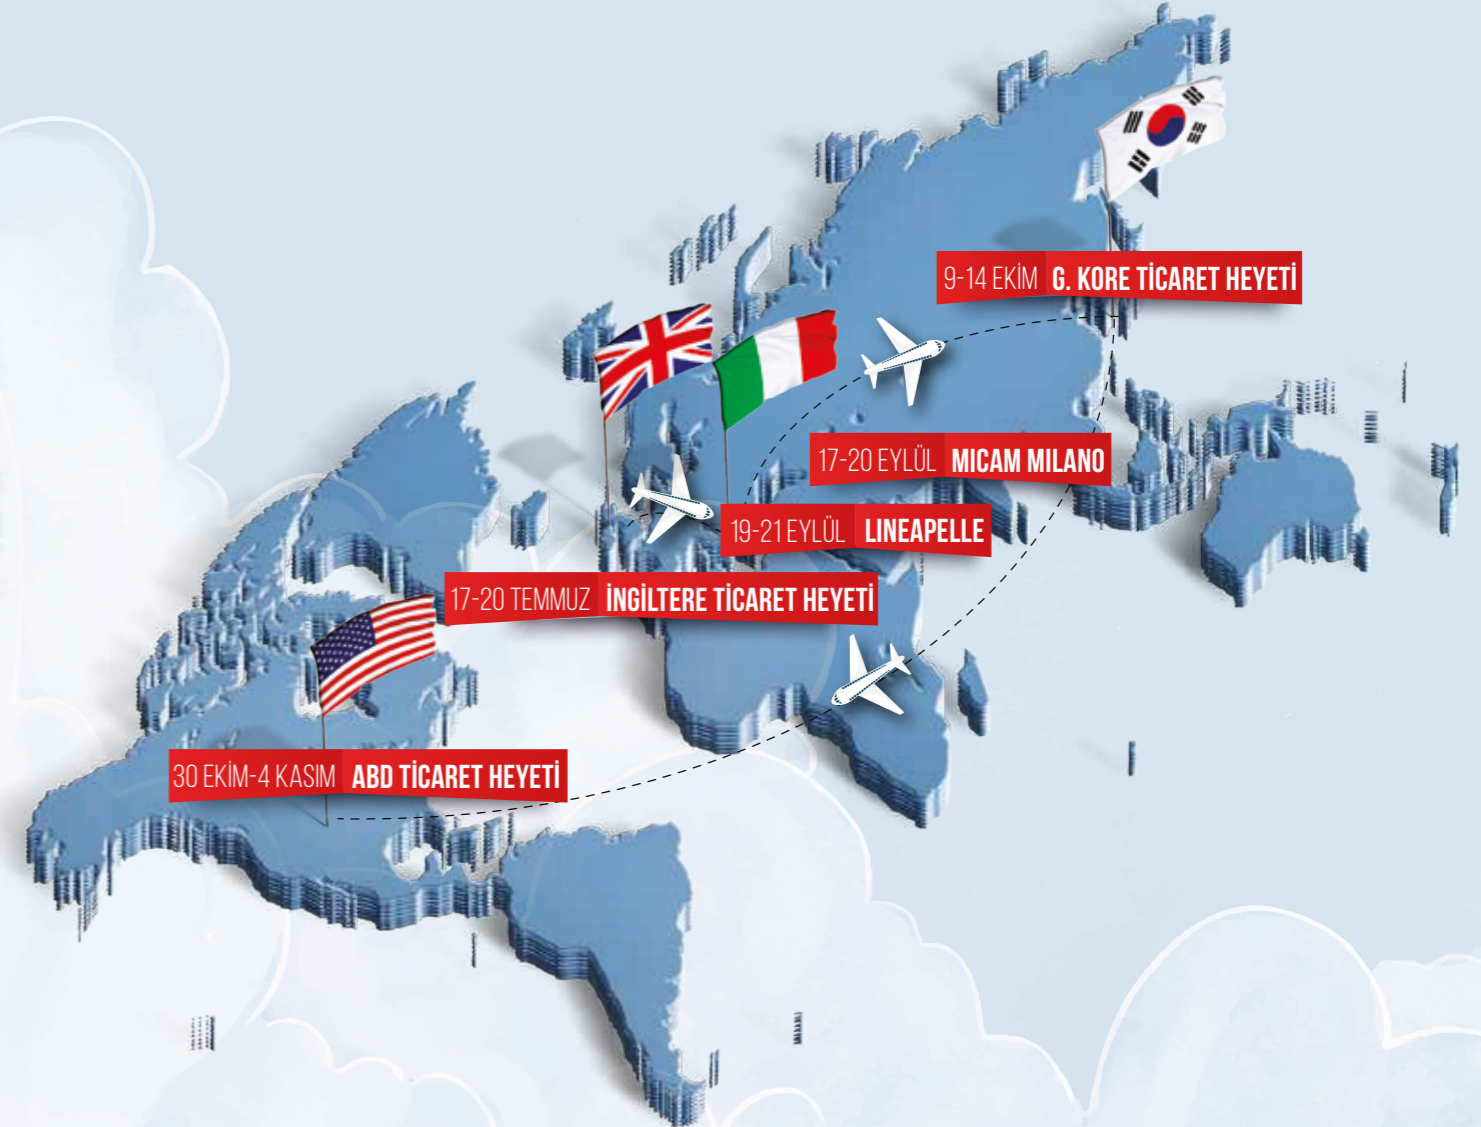 9-14 EKİM G. KORE TİCARET HEYETİ
17-20 EYLÜL MICAM MILANO
19-21 EYLÜL LINEAPELLE
17-20 TEMMUZ İNGİLTERE TİCARET HEYETİ
30 EKİM-4 KASIM ABD TİCARET HEYETİ